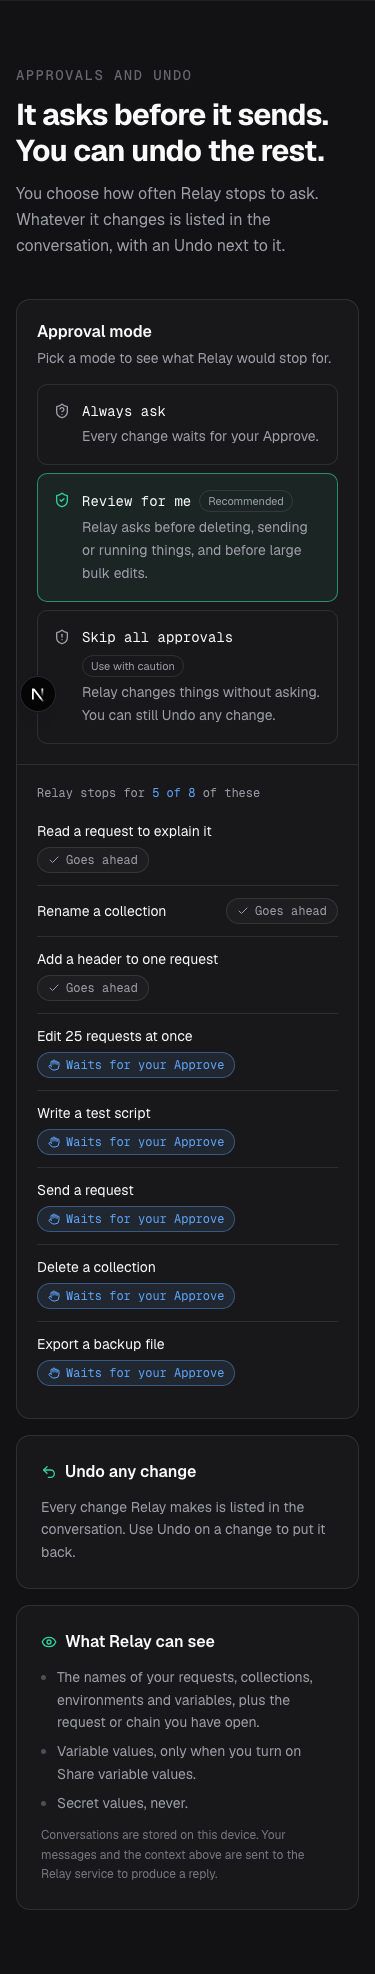 APPROVALS AND UNDO
It asks before it sends.
You can undo the rest.
You choose how often Relay stops to ask.
Whatever it changes is listed in the
conversation, with an Undo next to it.
Approval mode
Pick a mode to see what Relay would stop for.
Always ask
Every change waits for your Approve.
Review for me Recommended
Relay asks before deleting, sending
or running things, and before large
bulk edits.
Skip all approvals
Use with caution
Relay changes things without asking.
You can still Undo any change.
N
Relay stops for 5 of 8 of these
Read a request to explain it
Goes ahead
Rename a collection Goes ahead
Add a header to one request
Goes ahead
Edit 25 requests at once
Waits for your Approve
Write a test script
Waits for your Approve
Send a request
Waits for your Approve
Delete a collection
Waits for your Approve
Export a backup file
Waits for your Approve
Undo any change
Every change Relay makes is listed in the
conversation. Use Undo on a change to put it
back.
What Relay can see
The names of your requests, collections,
environments and variables, plus the
request or chain you have open.
Variable values, only when you turn on
Share variable values.
Secret values, never.
Conversations are stored on this device. Your
messages and the context above are sent to the
Relay service to produce a reply.